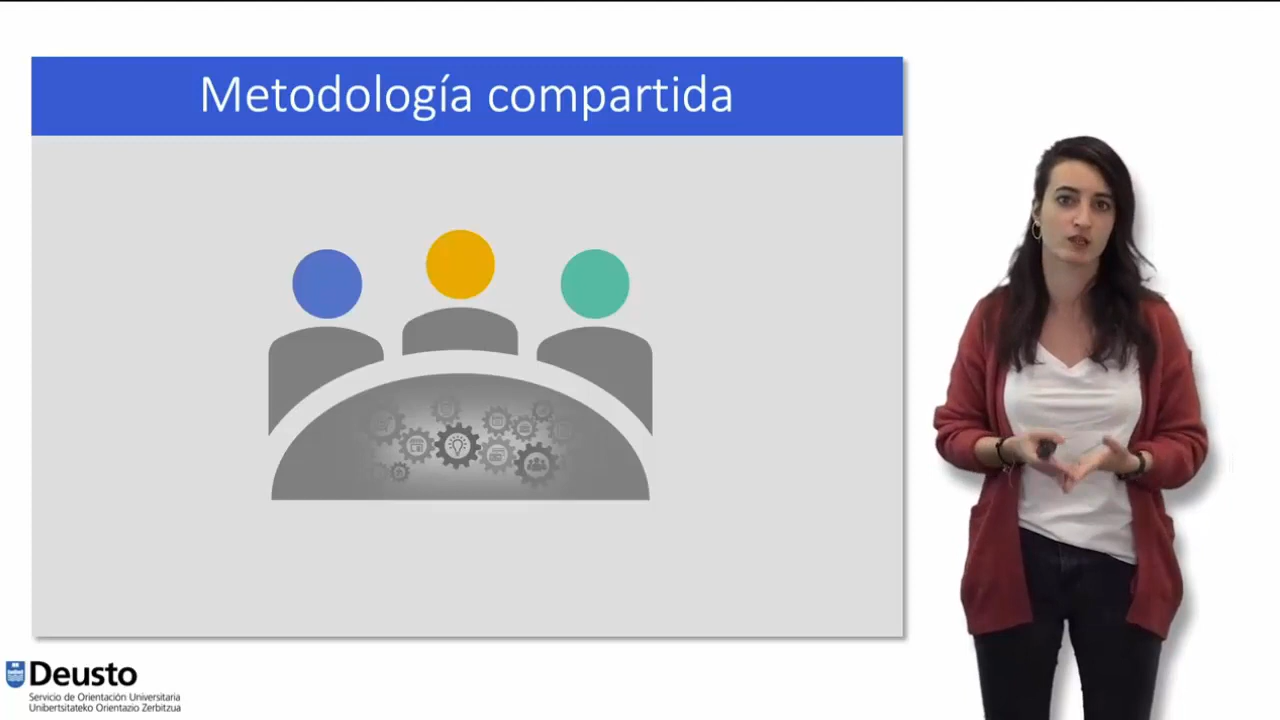 Metodología compartida
Deusto
Servicio de Orientación Universitaria
Unibertsitateko Orientazio Zerbitzua